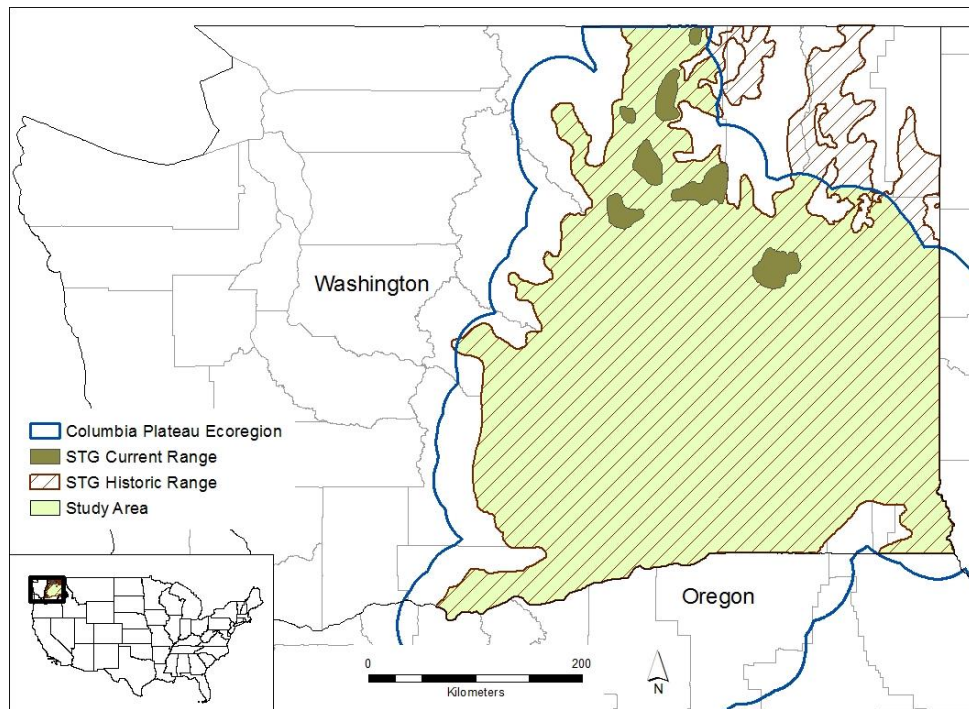 Washington
Columbia Plateau Ecoregion
STG Current Range
STG Historic Range
Study Area
Oregon
0 200
Kilometers
N